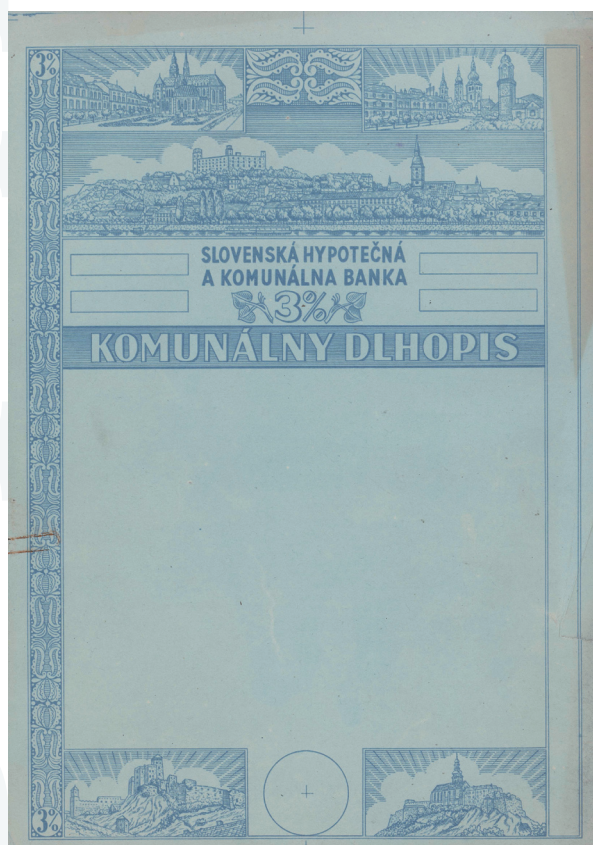 3%
SLOVENSKÁ HYPOTEČNÁ
A KOMUNÁLNA BANKA
3%
KOMUNÁLNY DLHOPIS
3%